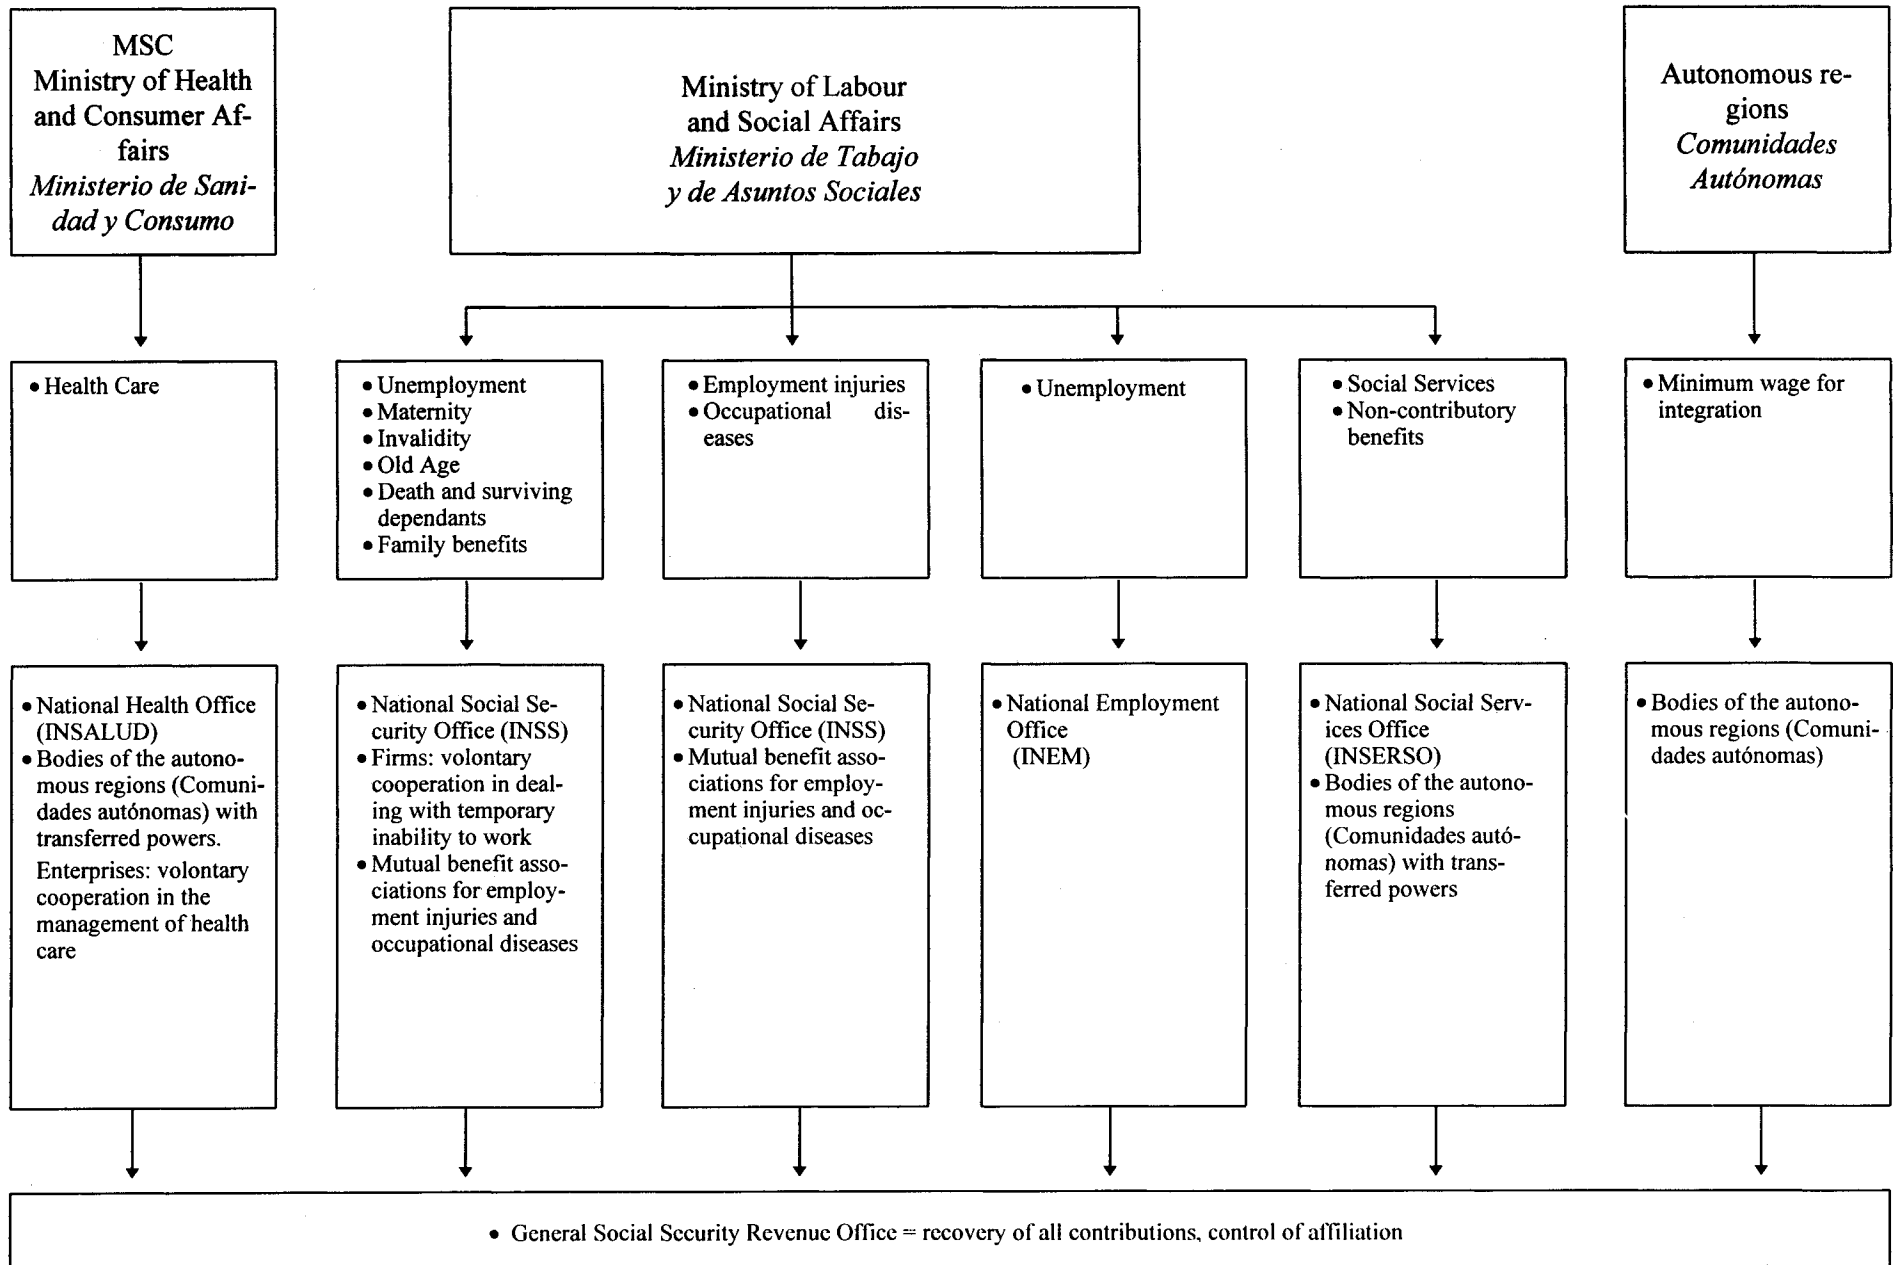 MSC
Ministry of Health
and Consumer Af-
fairs
Ministerio de Sani-
dad y Consumo
Ministry of Labour
and Social Affairs
Ministerio de Tabajo
y de Asuntos Sociales
Autonomous re-
gions
Comunidades
Autónomas
• Health Care
• Unemployment
• Maternity
• Invalidity
• Old Age
• Death and surviving
dependants
• Family benefits
• Employment injuries
• Occupational dis-
eases
• Unemployment
• Social Services
• Non-contributory
benefits
• Minimum wage for
integration
• National Health Office
(INSALUD)
• Bodies of the autono-
mous regions (Comuni-
dades autónomas) with
transferred powers.
Enterprises: volontary
cooperation in the
management of health
care
• National Social Se-
curity Office (INSS)
• Firms: volontary
cooperation in deal-
ing with temporary
inability to work
• Mutual benefit asso-
ciations for employ-
ment injuries and
occupational diseases
• National Social Se-
curity Office (INSS)
• Mutual benefit asso-
ciations for employ-
ment injuries and oc-
cupational diseases
• National Employment
Office
(INEM)
• National Social Serv-
ices Office
(INSERSO)
• Bodies of the autono-
mous regions
(Comunidades autó-
nomas) with trans-
ferred powers
• Bodies of the autono-
mous regions (Comuni-
dades autónomas)
• General Social Security Revenue Office = recovery of all contributions, control of affiliation